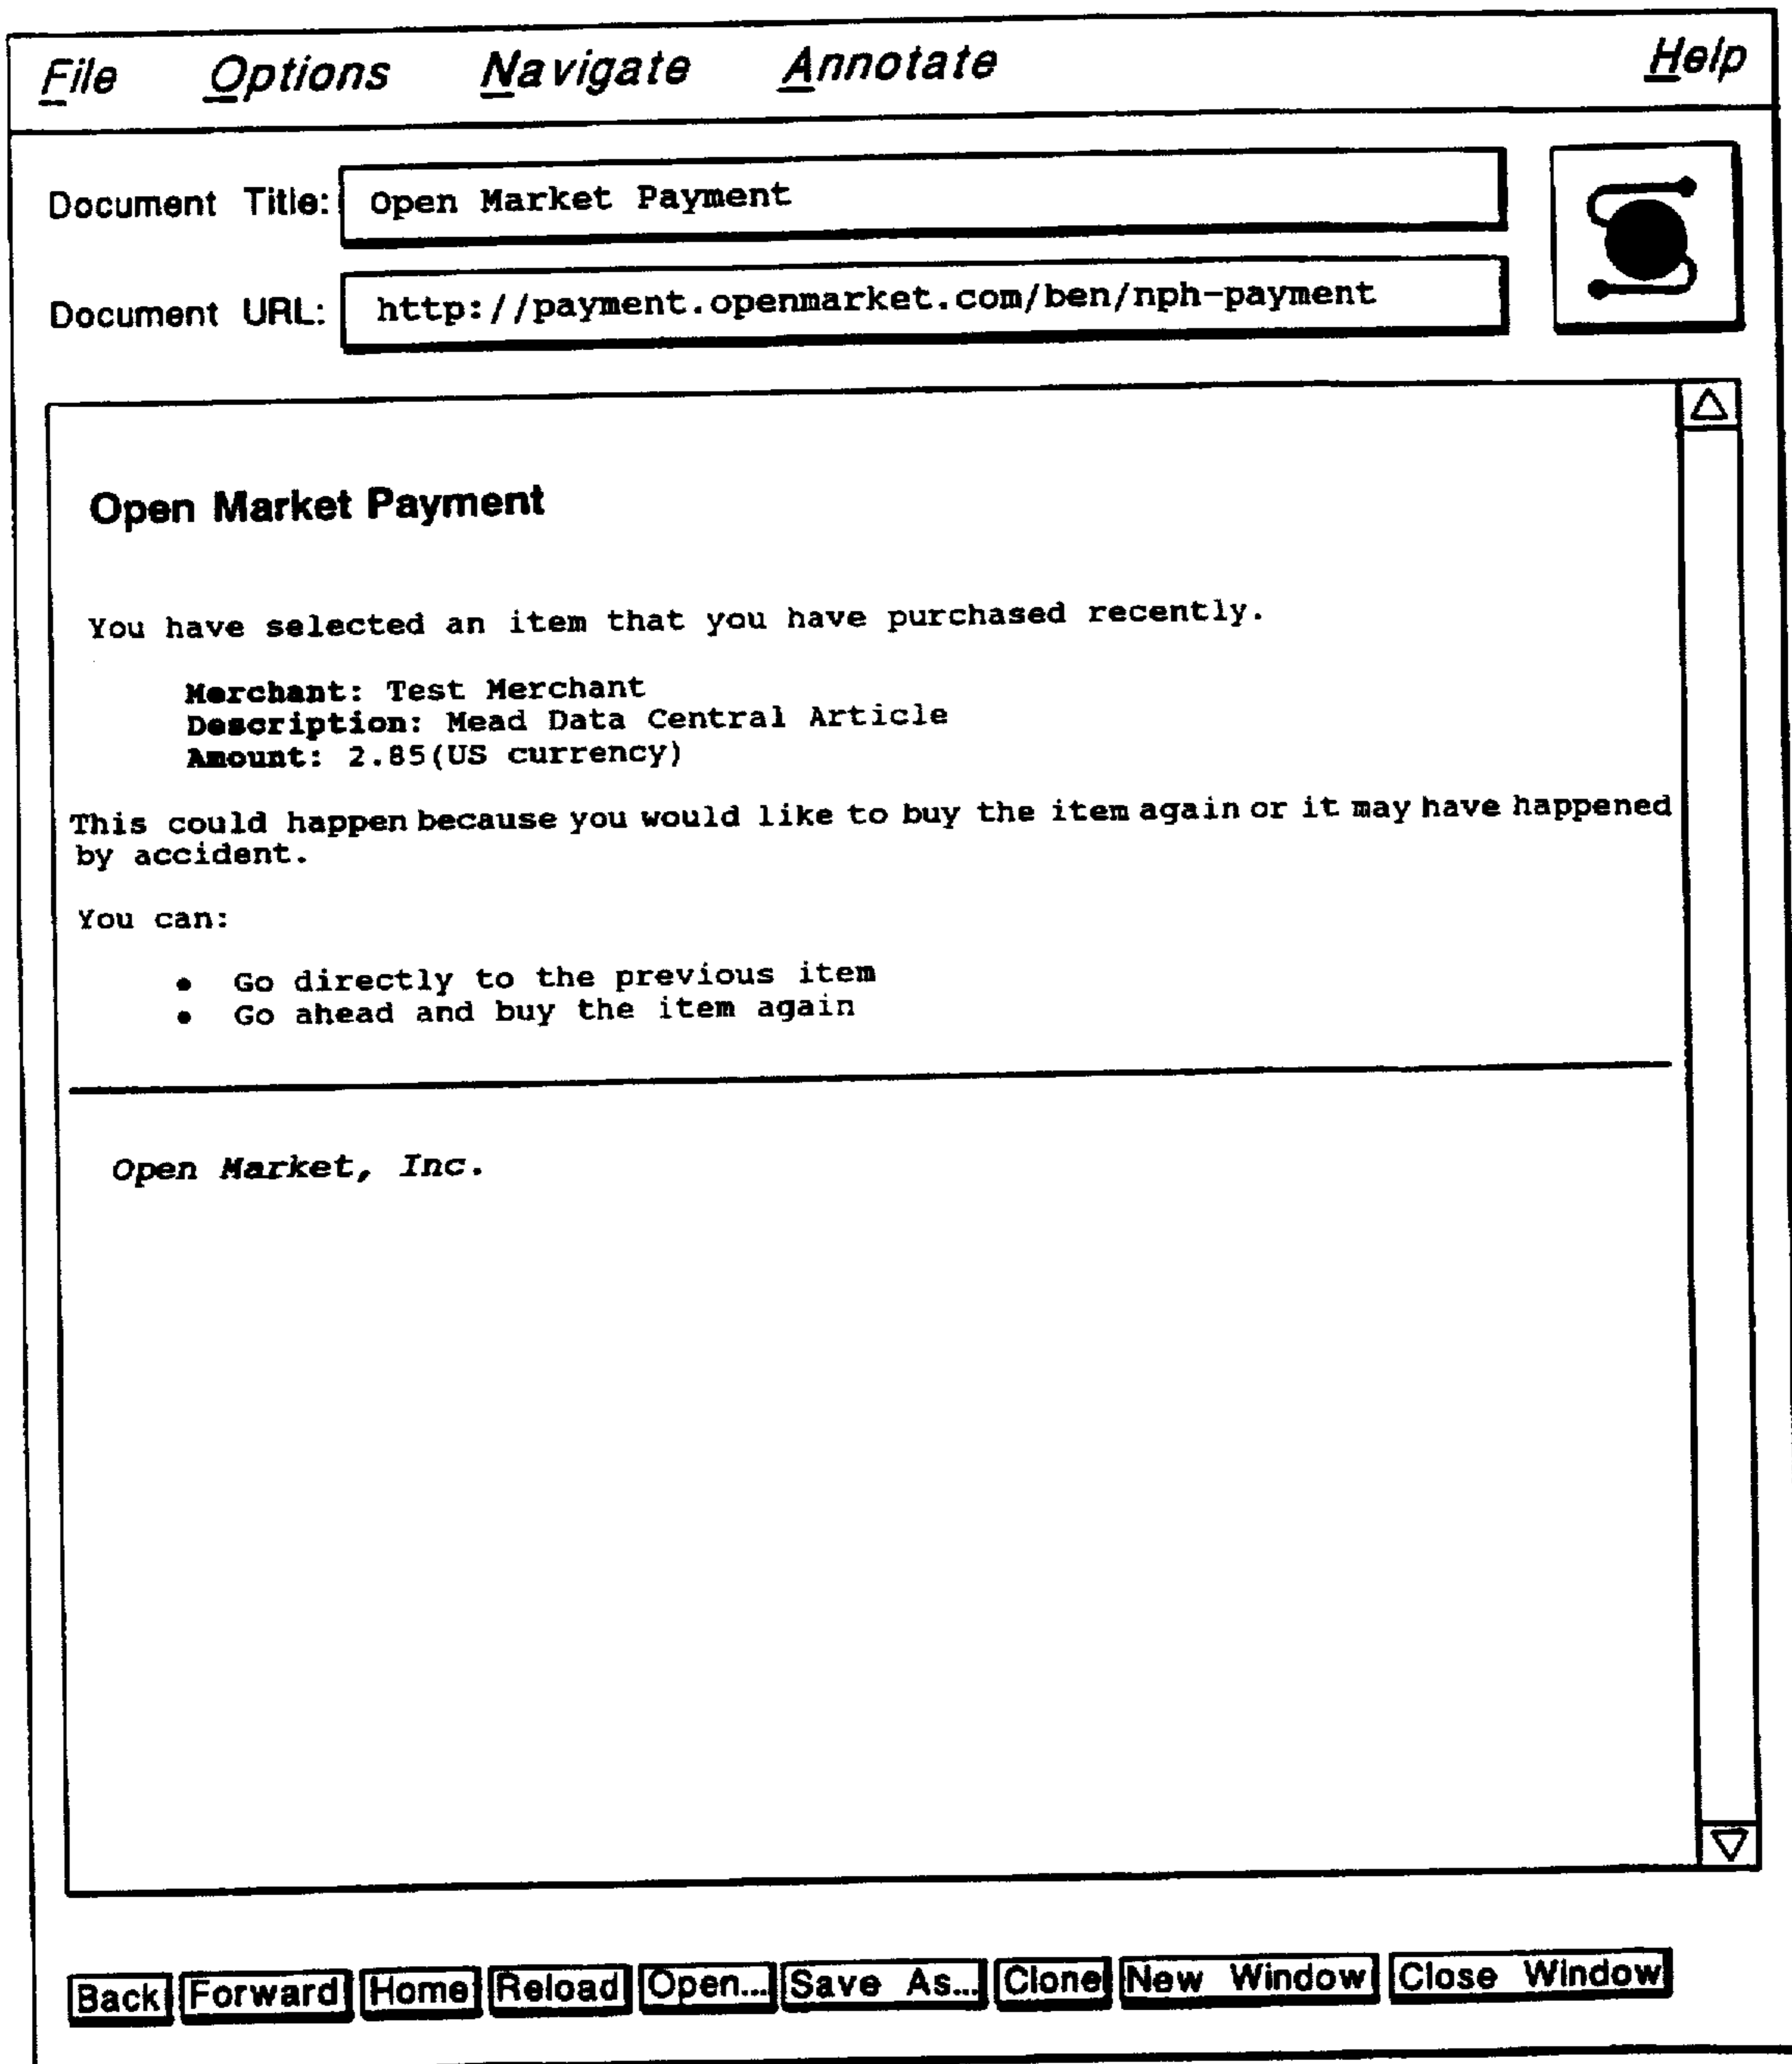 File Options Navigate Annotate Help
Document Title: Open Market Payment
Document URL: http://payment.openmarket.com/ben/nph-payment
Open Market Payment
You have selected an item that you have purchased recently.
Merchant: Test Merchant
Description: Mead Data Central Article
Amount: 2.85(US currency)
This could happen because you would like to buy the item again or it may have happened
by accident.
You can:
• Go directly to the previous item
• Go ahead and buy the item again
Open Market, Inc.
Back Forward Home Reload Open... Save As... Clone New Window Close Window